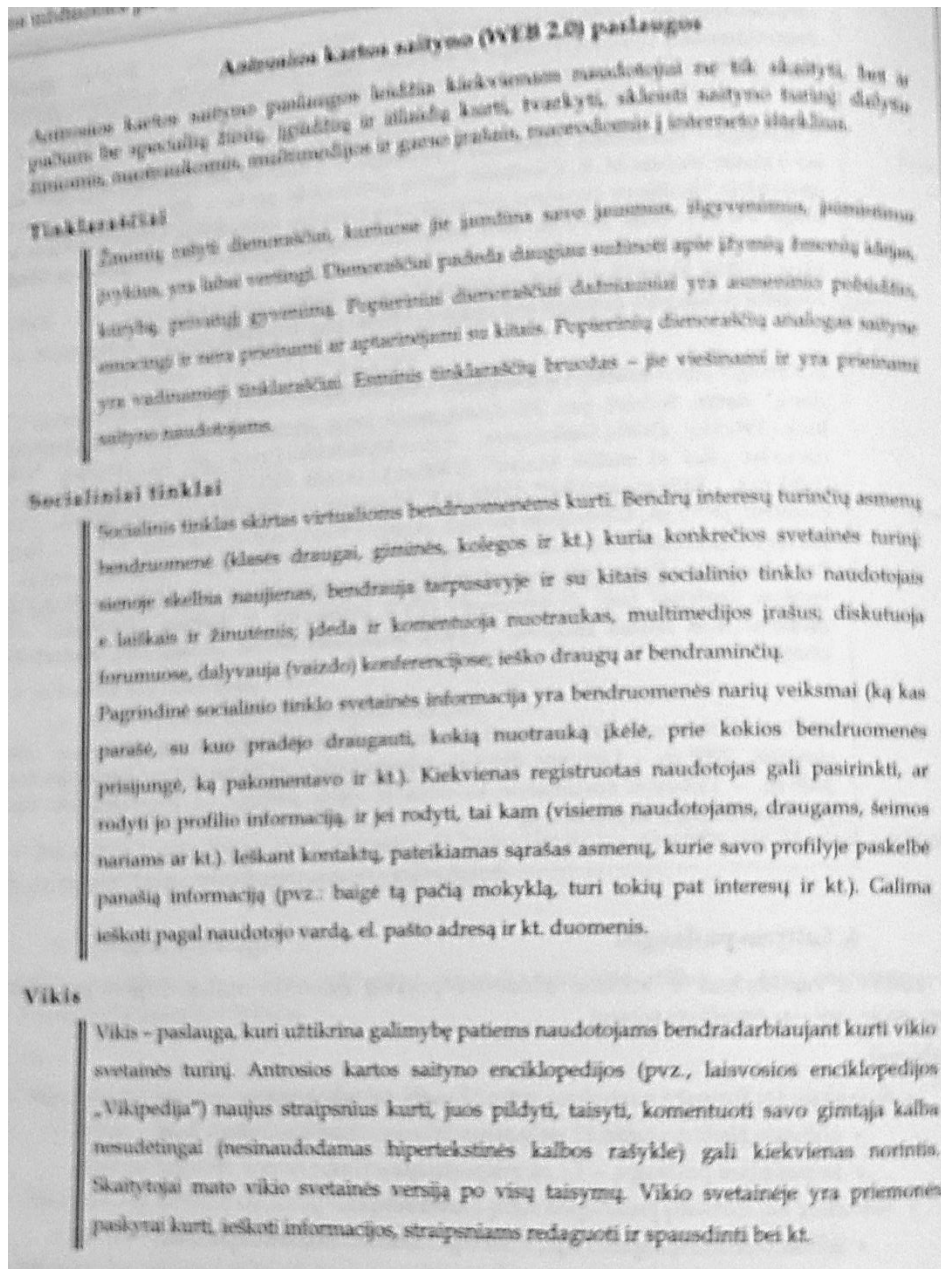 Antrosios kartos saityno (WEB 2.0) paslaugos
Antrosios kartos saityno paslaugos leidžia kiekvienam naudotojui ne tik skaityti, bet ir
pačiam be specialių žinių, įgūdžių ir įrankių kurti, tvarkyti, skleisti saityno turinį: dalytis
žiniomis, nuotraukomis, multimedijos ir garso įrašais, nuorodomis į interneto išteklius.
Tinklaraščiai
Žmonių rašyti dienoraščiai, kuriuose jie įamžina savo jausmus, išgyvenimus, įsimintinus
įvykius, yra labai vertingi. Dienoraščiai padeda daugiau sužinoti apie įžymių žmonių idėjas,
kūrybą, privatųjį gyvenimą. Popieriniai dienoraščiai dažniausiai yra asmeninio pobūdžio,
emocingi ir nėra prieinami ar aptarinėjami su kitais. Popierinių dienoraščių analogas saityne
yra vadinamieji tinklaraščiai. Esminis tinklaraščių bruožas – jie viešinami ir yra prieinami
saityno naudotojams.
Socialiniai tinklai
Socialinis tinklas skirtas virtualioms bendruomenėms kurti. Bendrų interesų turinčių asmenų
bendruomenė (klasės draugai, giminės, kolegos ir kt.) kuria konkrečios svetainės turinį:
sienoje skelbia naujienas, bendrauja tarpusavyje ir su kitais socialinio tinklo naudotojais
e. laiškais ir žinutėmis; įdeda ir komentuoja nuotraukas, multimedijos įrašus; diskutuoja
forumuose, dalyvauja (vaizdo) konferencijose; ieško draugų ar bendraminčių.
Pagrindinė socialinio tinklo svetainės informacija yra bendruomenės narių veiksmai (ką kas
parašė, su kuo pradėjo draugauti, kokią nuotrauką įkėlė, prie kokios bendruomenės
prisijungė, ką pakomentavo ir kt.). Kiekvienas registruotas naudotojas gali pasirinkti, ar
rodyti jo profilio informaciją, ir jei rodyti, tai kam (visiems naudotojams, draugams, šeimos
nariams ar kt.). Ieškant kontaktų, pateikiamas sąrašas asmenų, kurie savo profilyje paskelbė
panašią informaciją (pvz.: baigė tą pačią mokyklą, turi tokių pat interesų ir kt.). Galima
ieškoti pagal naudotojo vardą, el. pašto adresą ir kt. duomenis.
Vikis
Vikis – paslauga, kuri užtikrina galimybę patiems naudotojams bendradarbiaujant kurti vikio
svetainės turinį. Antrosios kartos saityno enciklopedijos (pvz., laisvosios enciklopedijos
„Vikipedija") naujus straipsnius kurti, juos pildyti, taisyti, komentuoti savo gimtąja kalba
nesudėtingai (nesinaudodamas hipertekstinės kalbos rašykle) gali kiekvienas norintis.
Skaitytojai mato vikio svetainės versiją po visų taisymų. Vikio svetainėje yra priemonės
paskyrai kurti, ieškoti informacijos, straipsniams redaguoti ir spausdinti bei kt.